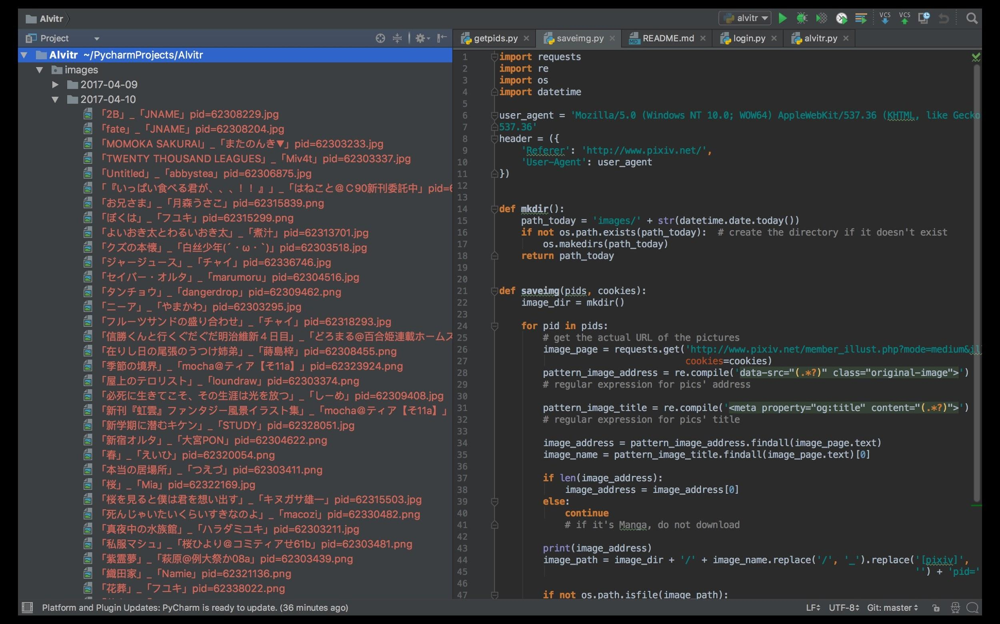 Alvitr
alvitr
VCS VCS
Project
getpids.py saveimg.py README.md login.py alvitr.py
Alvitr ~/PycharmProjects/Alvitr
images
2017-04-09
2017-04-10
「2B」_「JNAME」pid=62308229.jpg
「fate」_「JNAME」pid=62308204.jpg
「MOMOKA SAKURAI」_「またのんき▼」pid=62303233.jpg
「TWENTY THOUSAND LEAGUES」_「Miv4t」pid=62303337.jpg
「Untitled」_「abbystea」pid=62306875.jpg
「『いっぱい食べる君が、、、！！』」_「はねこと＠Ｃ90新刊委託中」pid=6
「お兄さま」_「月森うさこ」pid=62315839.png
「ぼくは」_「フユキ」pid=62315299.png
「よいおき太とわるいおき太」_「煮汁」pid=62313701.jpg
「クズの本懐」_「白丝少年(´・ω・`)」pid=62303518.jpg
「ジャージュース」_「チャイ」pid=62336746.jpg
「セイバー・オルタ」_「marumoru」pid=62304516.jpg
「タンチョウ」_「dangerdrop」pid=62309462.png
「ニーア」_「やまかわ」pid=62303295.jpg
「フルーツサンドの盛り合わせ」_「チャイ」pid=62318293.jpg
「信勝くんと行くぐだぐだ明治維新４日目」_「どろまる@百合姫連載ホームス
「在りし日の尾張のうつけ姉弟」_「蒔島梓」pid=62308455.png
「季節の境界」_「mocha@ティア【そ11a】」pid=62323924.png
「屋上のテロリスト」_「loundraw」pid=62303374.png
「必死に生きてこそ、その生涯は光を放つ」_「しーめ」pid=62309408.jpg
「新刊『虹雲』ファンタジー風景イラスト集」_「mocha@ティア【そ11a】」
「新学期に潜むキケン」_「STUDY」pid=62328051.jpg
「新宿オルタ」_「大宮PON」pid=62304622.png
「春」_「えいひ」pid=62320054.png
「本当の居場所」_「つえづ」pid=62303411.png
「桜」_「Mia」pid=62322169.jpg
「桜を見ると僕は君を想い出す」_「キヌガサ雄一」pid=62315503.jpg
「死んじゃいたいくらいすきなのよ」_「macozi」pid=62330482.png
「真夜中の水族館」_「ハラダミユキ」pid=62303211.jpg
「私服マシュ」_「桜ひより＠コミティアせ61b」pid=62303481.png
「紫霊夢」_「萩原@例大祭か08a」pid=62303439.png
「織田家」_「Namie」pid=62321136.png
「花葬」_「フユキ」pid=62338022.png
1 import requests
2 import re
3 import os
4 import datetime
5
6 user_agent = 'Mozilla/5.0 (Windows NT 10.0; WOW64) AppleWebKit/537.36 (KHTML, like Gecko
7 537.36'
8 header = ({
9 'Referer': 'http://www.pixiv.net/',
10 'User-Agent': user_agent
11 })
12
13
14 def mkdir():
15 path_today = 'images/' + str(datetime.date.today())
16 if not os.path.exists(path_today): # create the directory if it doesn't exist
17 os.makedirs(path_today)
18 return path_today
19
20
21 def saveimg(pids, cookies):
22 image_dir = mkdir()
23
24 for pid in pids:
25 # get the actual URL of the pictures
26 image_page = requests.get('http://www.pixiv.net/member_illust.php?mode=medium&il
27 cookies=cookies)
28 pattern_image_address = re.compile('data-src="(.*?)" class="original-image">')
29 # regular expression for pics' address
30
31 pattern_image_title = re.compile('<meta property="og:title" content="(.*?)">')
32 # regular expression for pics' title
33
34 image_address = pattern_image_address.findall(image_page.text)
35 image_name = pattern_image_title.findall(image_page.text)[0]
36
37 if len(image_address):
38 image_address = image_address[0]
39 else:
40 continue
41 # if it's Manga, do not download
42
43 print(image_address)
44 image_path = image_dir + '/' + image_name.replace('/', '_').replace('[pixiv]',
45 '') + 'pid='
46
47 if not os.path.isfile(image_path):
Platform and Plugin Updates: PyCharm is ready to update. (36 minutes ago)
LF UTF-8 Git: master